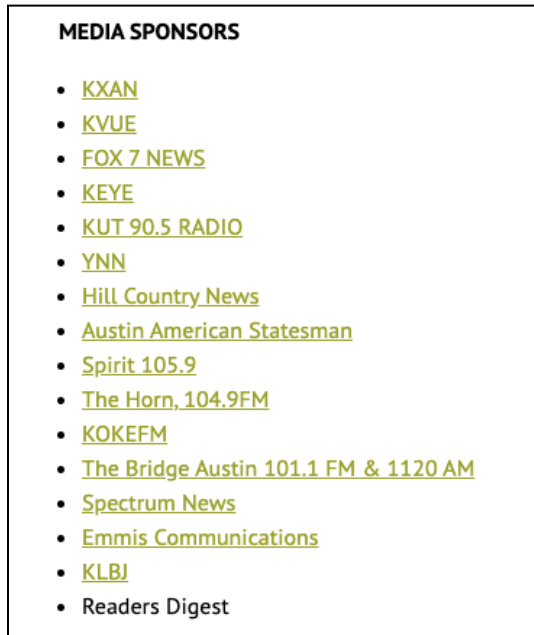 MEDIA SPONSORS
• KXAN
• KVUE
• FOX 7 NEWS
• KEYE
• KUT 90.5 RADIO
• YNN
• Hill Country News
• Austin American Statesman
• Spirit 105.9
• The Horn, 104.9FM
• KOKEFM
• The Bridge Austin 101.1 FM & 1120 AM
• Spectrum News
• Emmis Communications
• KLBJ
• Readers Digest